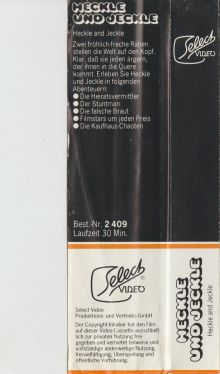 HECKLE
UND JECKLE
Heckle and Jeckle
Zwei fröhlich-freche Raben
stellen die Welt auf den Kopf.
Klar, daß sie jeden ärgern,
der ihnen in die Quere
kommt. Erleben Sie Heckle
und Jeckle in folgenden
Abenteuern:
● Die Heiratsvermittler
● Der Stuntman
● Die falsche Braut
● Filmstars um jeden Preis
● Die Kaufhaus-Chaoten
Best.-Nr. 2 409
Laufzeit 30 Min.
Select
VIDEO
Select Video
Produktions- und Vertriebs-GmbH
Der Copyright-Inhaber hat den Film
auf dieser Video-Cassette ausschließ-
lich zur privaten Nutzung frei-
gegeben und verbietet teilweise und
vollständige anderweitige Nutzung,
Vervielfältigung, Überspielung und
öffentliche Vorführung.
Select
VIDEO
HECKLE
UND JECKLE
Heckle and Jeckle